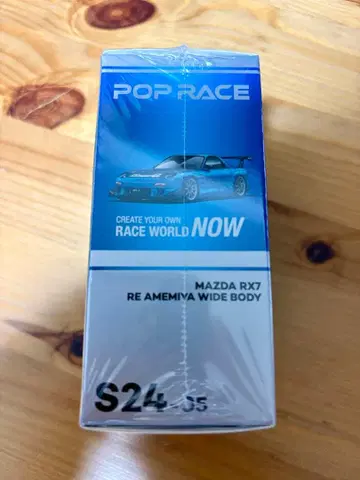 POP RACE
CREATE YOUR OWN
RACE WORLD NOW
MAZDA RX7
RE AMEMIYA WIDE BODY
S24-05